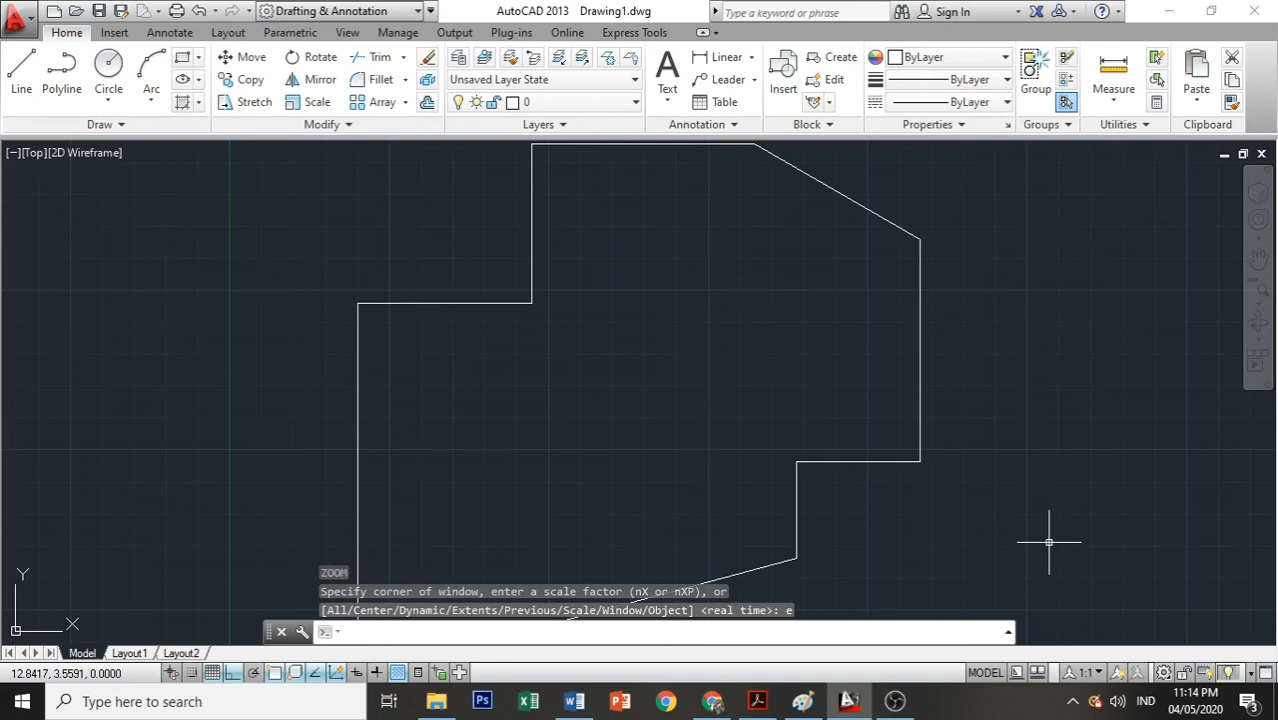 Drafting & Annotation
AutoCAD 2013 Drawing1.dwg
Type a keyword or phrase
Sign In
Home Insert Annotate Layout Parametric View Manage Output Plug-ins Online Express Tools
Line Polyline Circle Arc
Move Rotate Trim
Copy Mirror Fillet
Stretch Scale Array
Unsaved Layer State
0
Text
Linear
Leader
Table
Insert
Create
Edit
ByLayer
ByLayer
ByLayer
Group
Measure
Paste
Draw Modify Layers Annotation Block Properties Groups Utilities Clipboard
[−][Top][2D Wireframe]
ZOOM
Specify corner of window, enter a scale factor (nX or nXP), or
[All/Center/Dynamic/Extents/Previous/Scale/Window/Object] <real time>: e
Y
X
Model Layout1 Layout2
12.8417, 3.5591, 0.0000
MODEL
1:1
Type here to search
IND
11:14 PM
04/05/2020
3